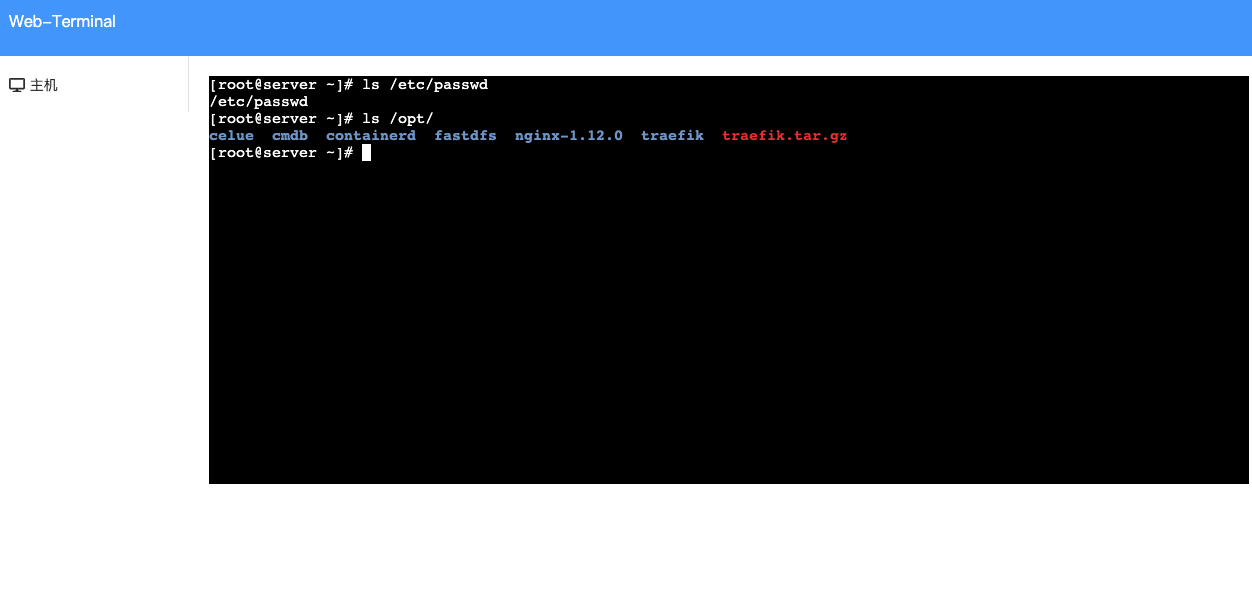 Web-Terminal
主机
[root@server ~]# ls /etc/passwd
/etc/passwd
[root@server ~]# ls /opt/
celue  cmdb  containerd  fastdfs  nginx-1.12.0  traefik  traefik.tar.gz
[root@server ~]#